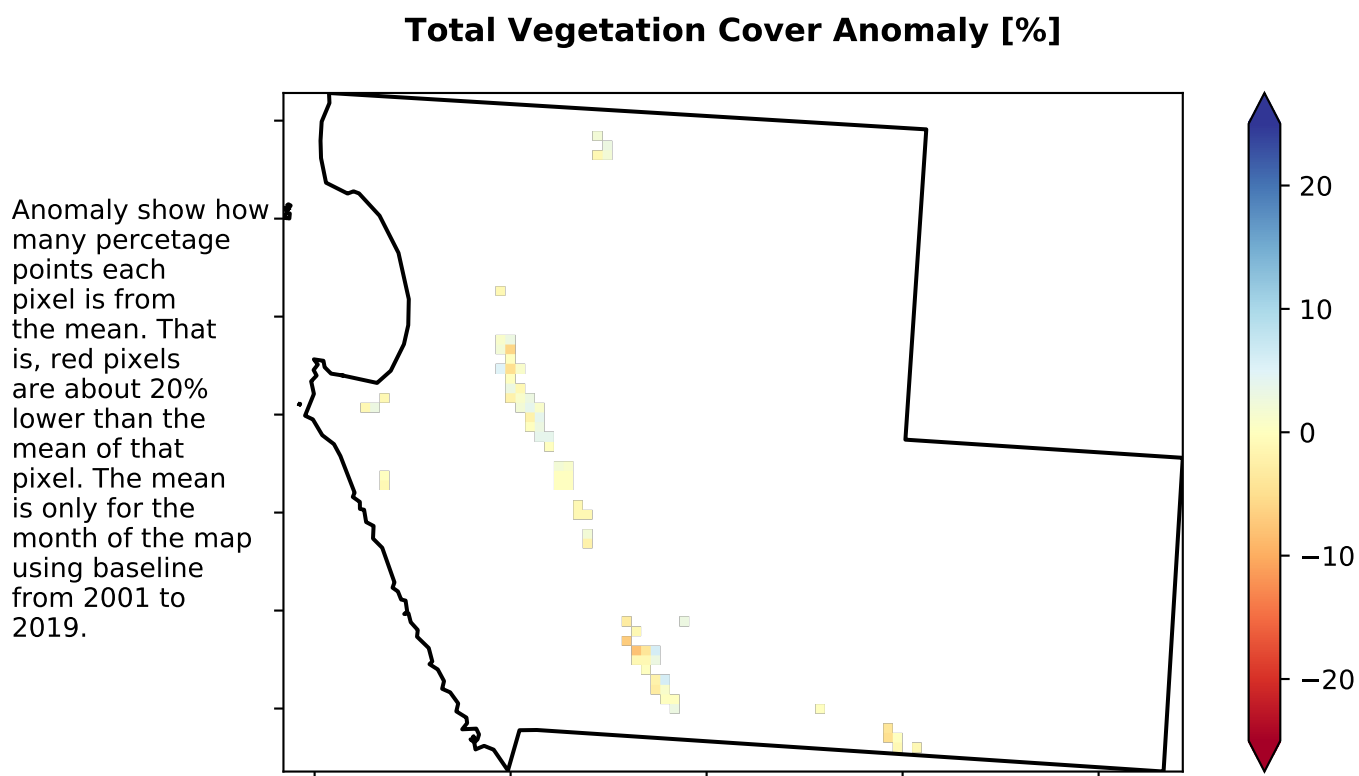 Total Vegetation Cover Anomaly [%]
Anomaly show how
many percetage
points each
pixel is from
the mean. That
is, red pixels
are about 20%
lower than the
mean of that
pixel. The mean
is only for the
month of the map
using baseline
from 2001 to
2019.
20
10
0
−10
−20